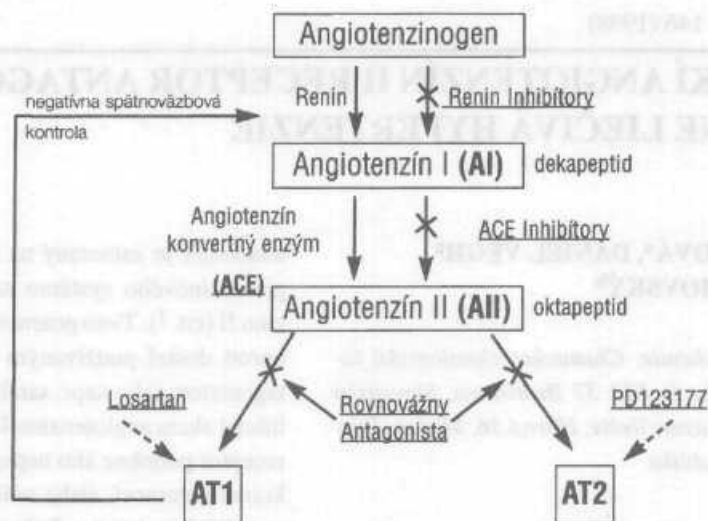 Angiotenzinogen
Renin
Renin Inhibitory
negatívna spätnoväzbová
kontrola
Angiotenzín I (AI)
dekapeptid
Angiotenzín
konvertný enzým
(ACE)
ACE Inhibitory
Angiotenzín II (AII)
oktapeptid
Losartan
Rovnovážny
Antagonista
PD123177
AT1
AT2